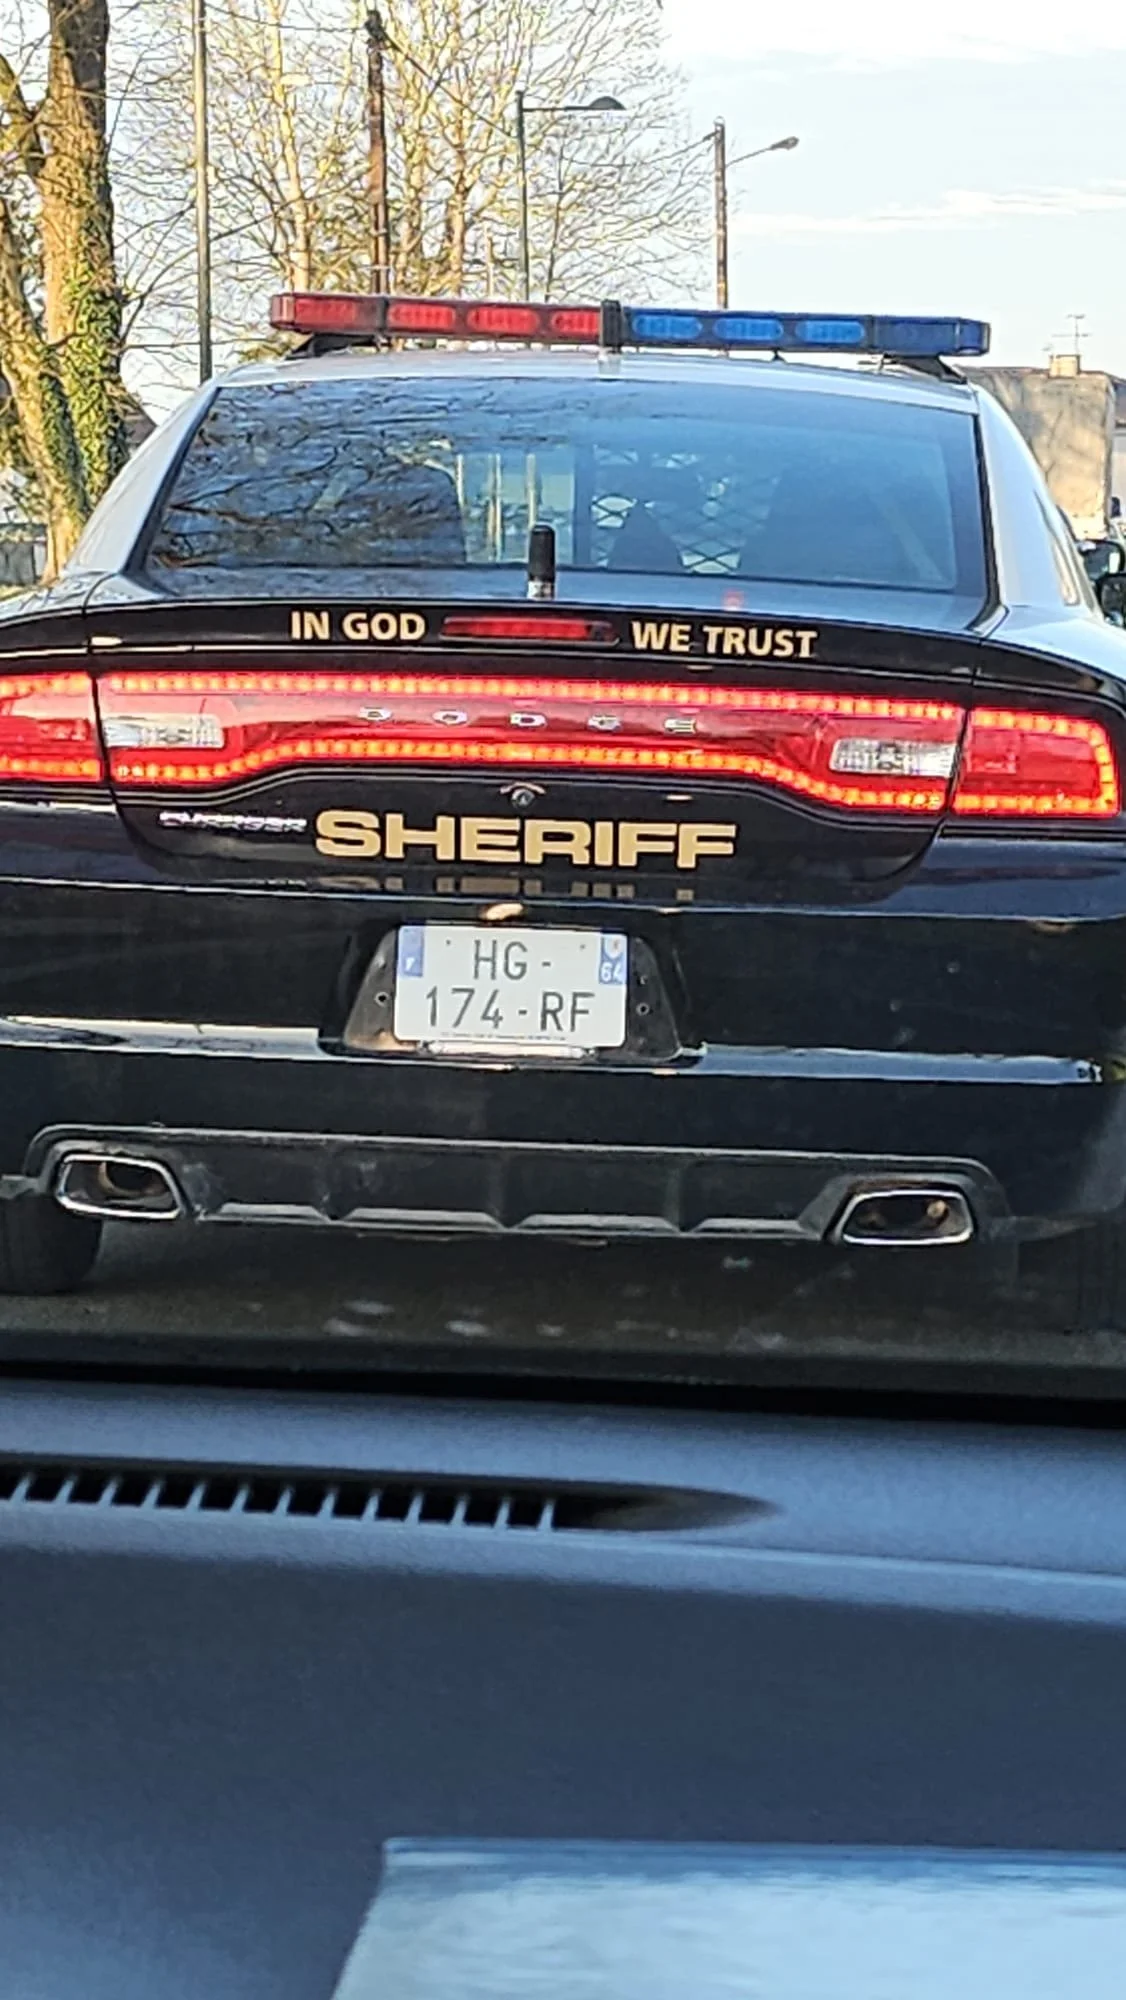 IN GOD WE TRUST
DODGE
CHARGER
SHERIFF
F
HG -
64
174 - RF